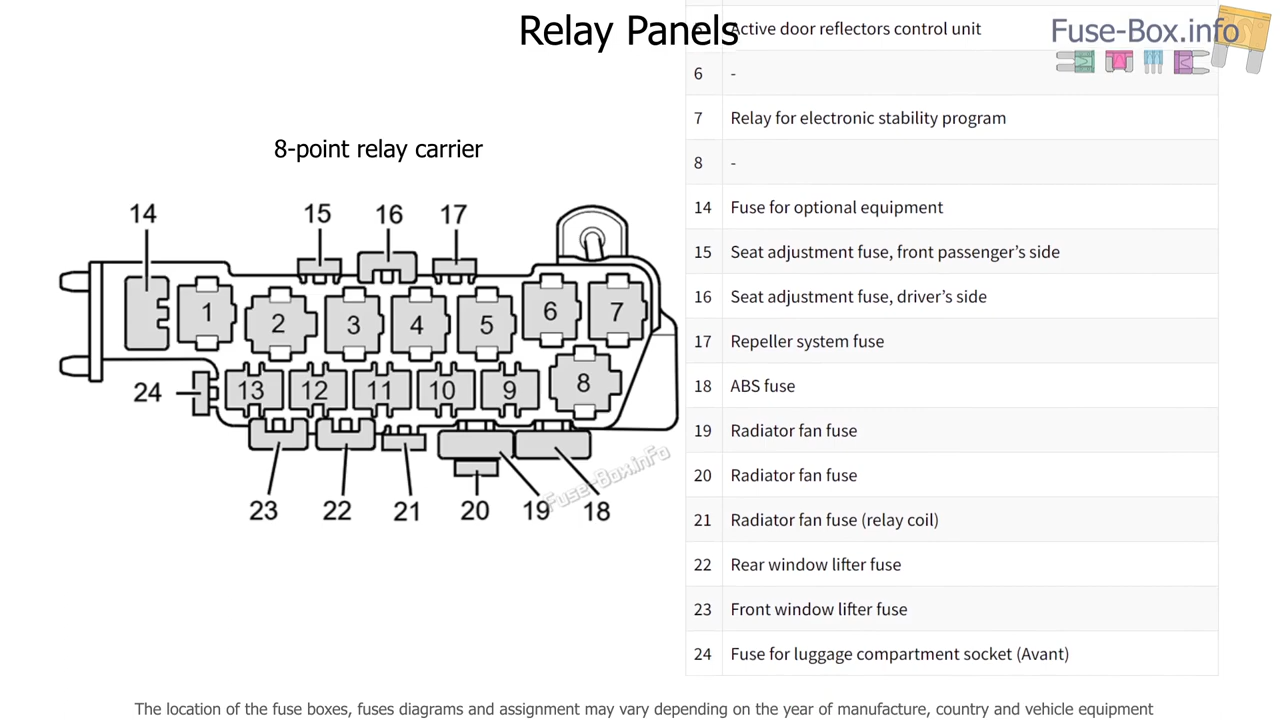 Relay Panels
Fuse-Box.info
8-point relay carrier
14 15 16 17
1 2 3 4 5 6 7
24 13 12 11 10 9 8
23 22 21 20 19 18
Fuse-Box.info
Active door reflectors control unit
6 -
7 Relay for electronic stability program
8 -
14 Fuse for optional equipment
15 Seat adjustment fuse, front passenger’s side
16 Seat adjustment fuse, driver’s side
17 Repeller system fuse
18 ABS fuse
19 Radiator fan fuse
20 Radiator fan fuse
21 Radiator fan fuse (relay coil)
22 Rear window lifter fuse
23 Front window lifter fuse
24 Fuse for luggage compartment socket (Avant)
The location of the fuse boxes, fuses diagrams and assignment may vary depending on the year of manufacture, country and vehicle equipment